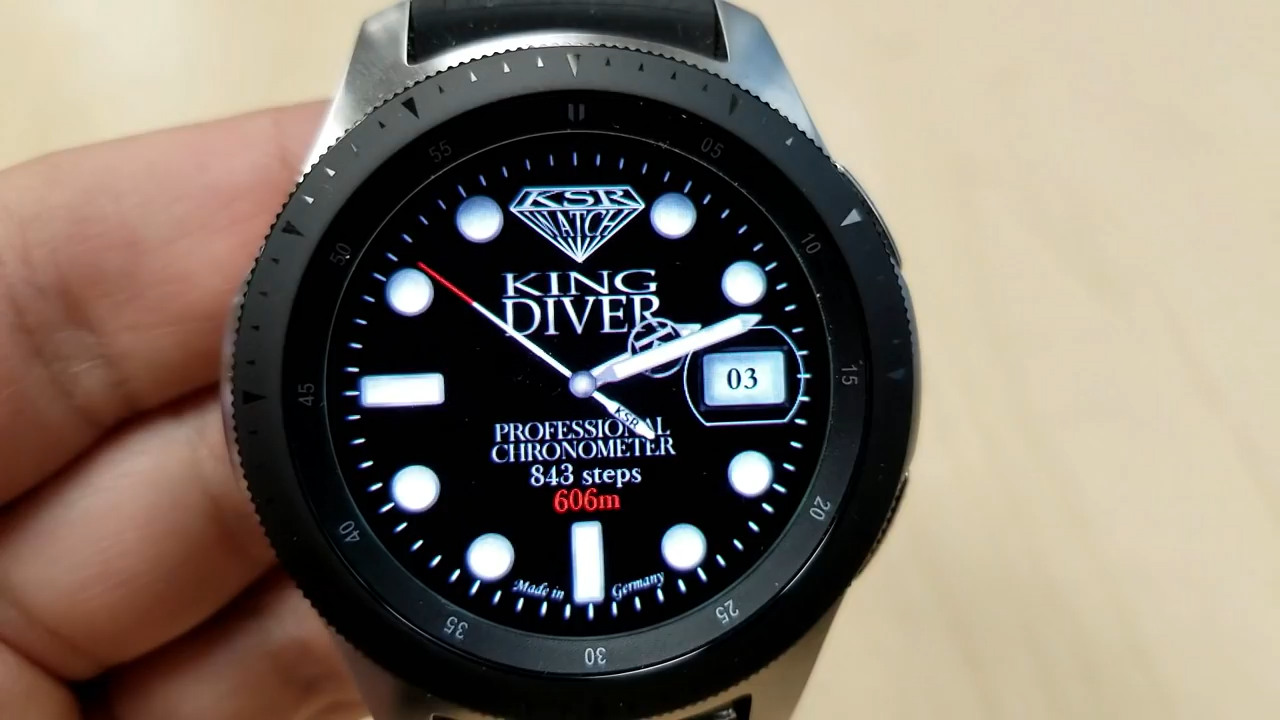 KSR
WATCH
KING
DIVER
03
KSR
PROFESSIONAL
CHRONOMETER
843 steps
606m
Made in Germany
05
10
15
20
25
30
35
40
45
50
55